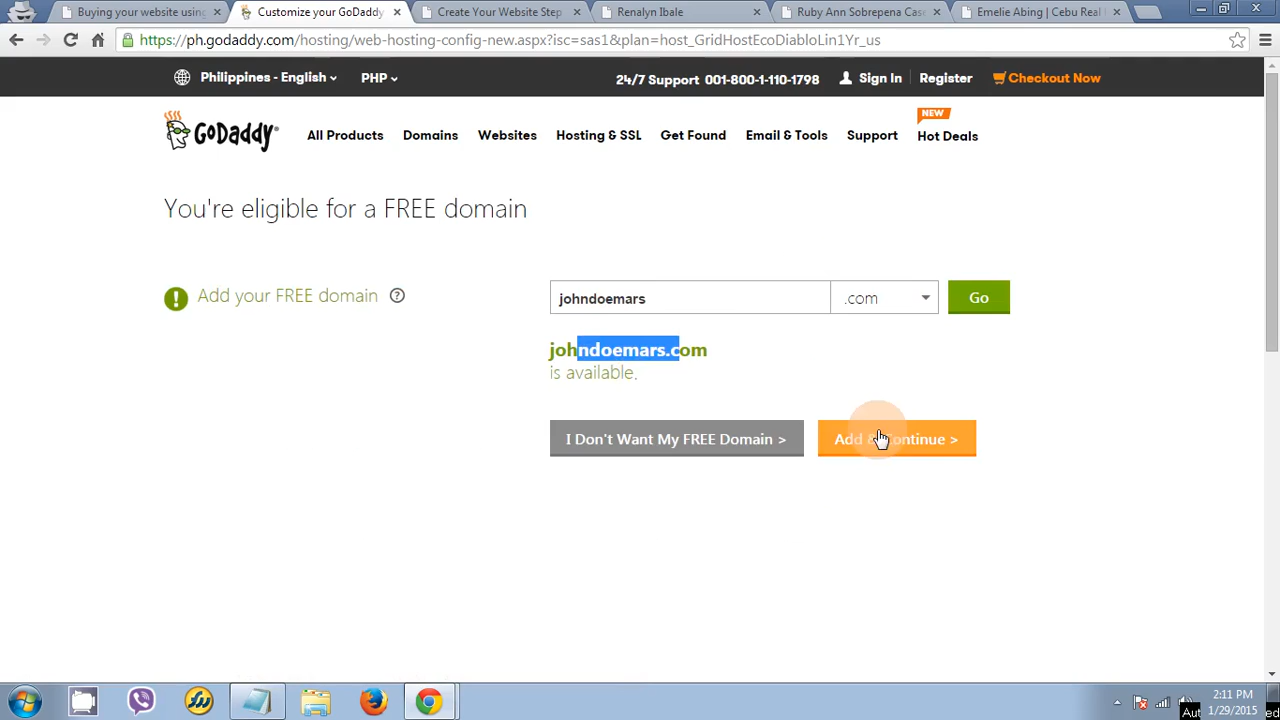 Buying your website using
Customize your GoDaddy
Create Your Website Step
Renalyn Ibale
Ruby Ann Sobrepena Case
Emelie Abing | Cebu Real
https://ph.godaddy.com/hosting/web-hosting-config-new.aspx?isc=sas1&plan=host_GridHostEcoDiabloLin1Yr_us
Philippines - English
PHP
24/7 Support 001-800-1-110-1798
Sign In
Register
Checkout Now
GoDaddy
All Products
Domains
Websites
Hosting & SSL
Get Found
Email & Tools
Support
NEW
Hot Deals
You're eligible for a FREE domain
Add your FREE domain ?
johndoemars
.com
Go
johndoemars.com
is available.
I Don't Want My FREE Domain >
Add & Continue >
2:11 PM
1/29/2015